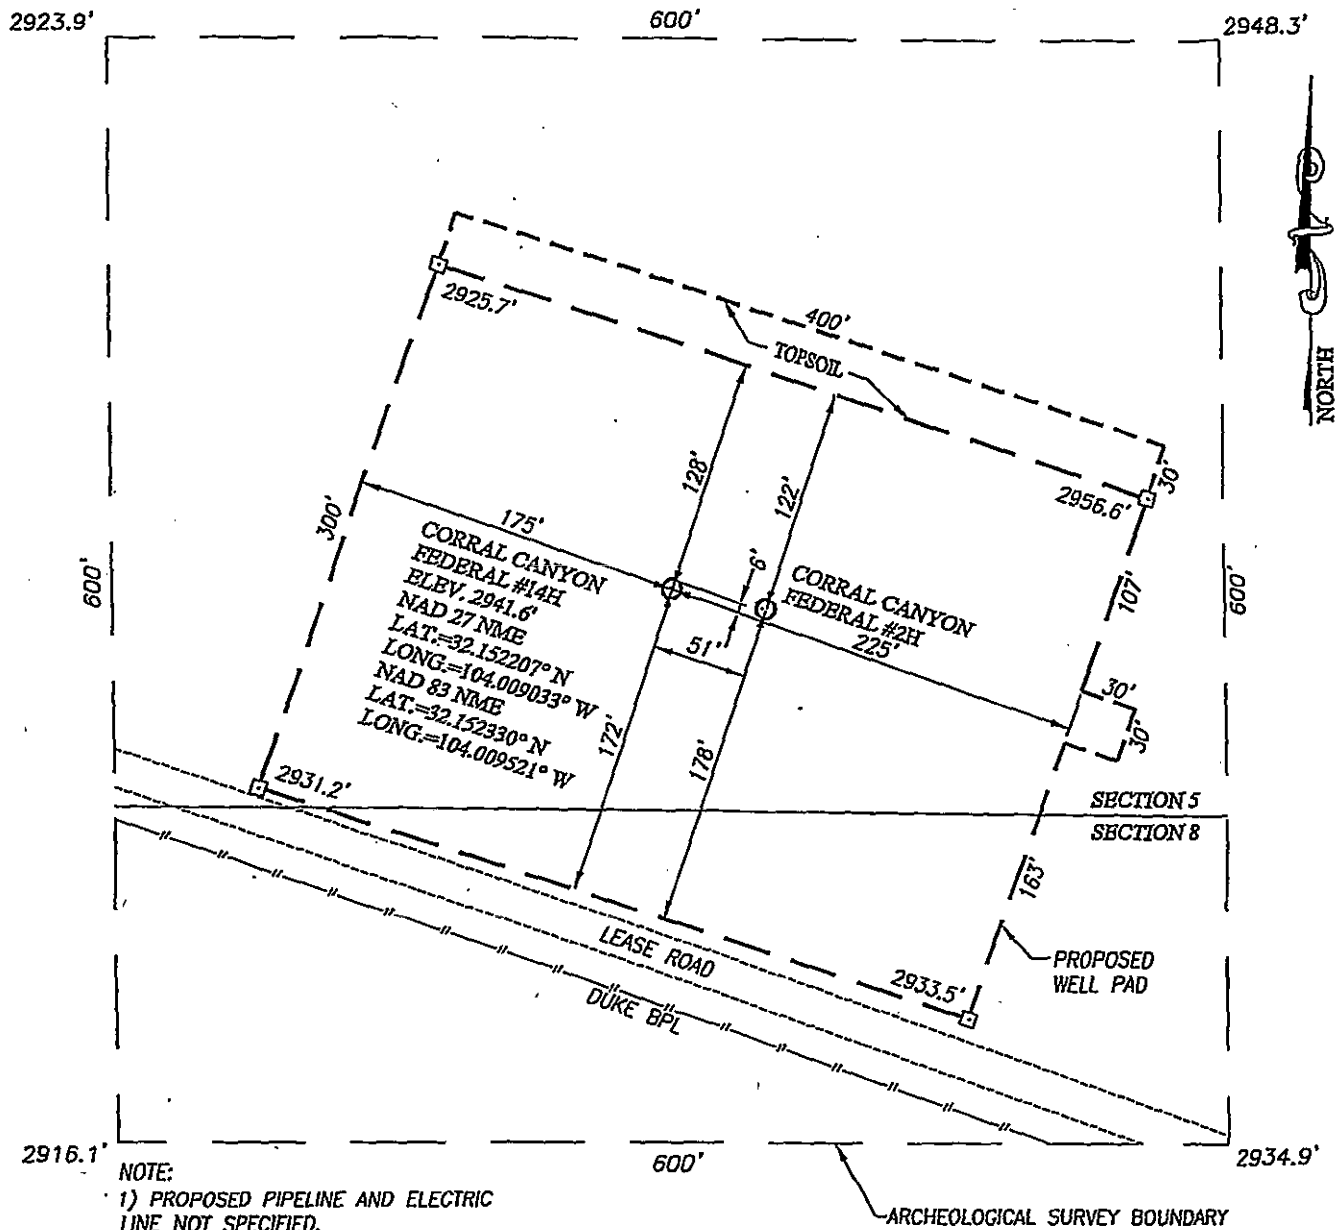 2923.9'
600'
2948.3'
NORTH
2925.7'
400'
TOPSOIL
30'
2956.6'
128'
122'
300'
175'
CORRAL CANYON
FEDERAL #14H
ELEV. 2941.6'
NAD 27 NME
LAT.=32.152207° N
LONG.=104.009033° W
NAD 83 NME
LAT.=32.152330° N
LONG.=104.009521° W
6'
CORRAL CANYON
FEDERAL #2H
225'
51'
107'
600'
600'
30'
30'
172'
178'
2931.2'
SECTION 5
SECTION 8
163'
LEASE ROAD
PROPOSED
WELL PAD
2933.5'
DUKE BPL
2916.1'
600'
2934.9'
NOTE:
1) PROPOSED PIPELINE AND ELECTRIC
LINE NOT SPECIFIED.
ARCHEOLOGICAL SURVEY BOUNDARY